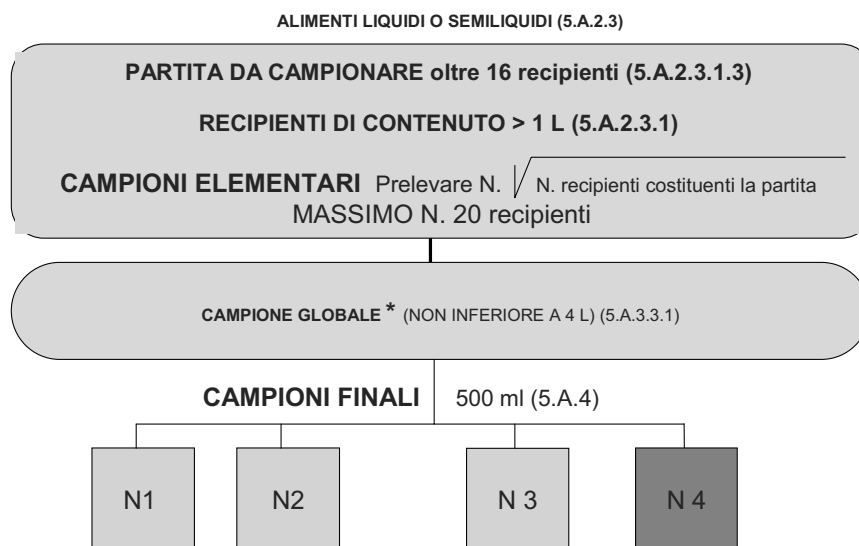 ALIMENTI LIQUIDI O SEMILIQUIDI (5.A.2.3)
PARTITA DA CAMPIONARE oltre 16 recipienti (5.A.2.3.1.3)
RECIPIENTI DI CONTENUTO > 1 L (5.A.2.3.1)
CAMPIONI ELEMENTARI Prelevare N. √ N. recipienti costituenti la partita
MASSIMO N. 20 recipienti
CAMPIONE GLOBALE * (NON INFERIORE A 4 L) (5.A.3.3.1)
CAMPIONI FINALI 500 ml (5.A.4)
N1 N2 N 3 N 4